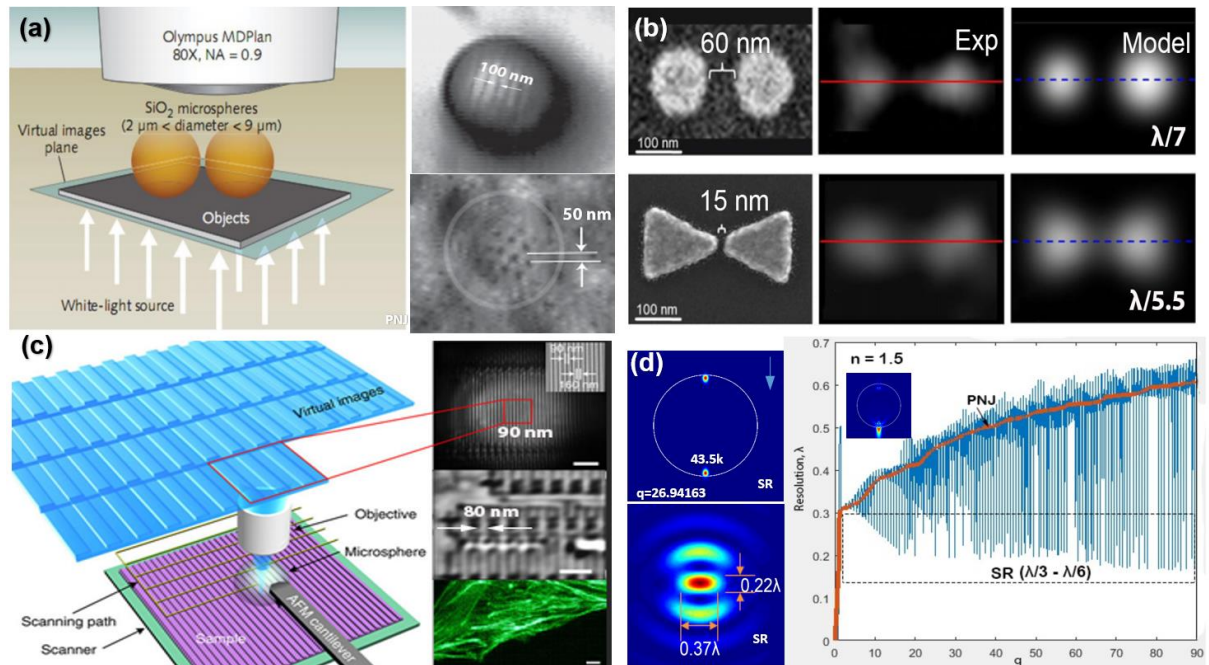 (a)
Olympus MDPlan
80X, NA = 0.9
SiO₂ microspheres
(2 μm < diameter < 9 μm)
Virtual images
plane
Objects
White-light source
PNJ
100 nm
50 nm
(b)
60 nm
100 nm
Exp
Model
λ/7
15 nm
100 nm
λ/5.5
(c)
Virtual images
Objective
Microsphere
AFM cantilever
Scanning path
Scanner
Sample
90 nm
160 nm
90 nm
80 nm
(d)
43.5k
q=26.94163
SR
0.22λ
0.37λ
SR
n = 1.5
PNJ
SR (λ/3 - λ/6)
Resolution, λ
0.7
0.6
0.5
0.4
0.3
0.2
0.1
0
0 10 20 30 40 50 60 70 80 90
q